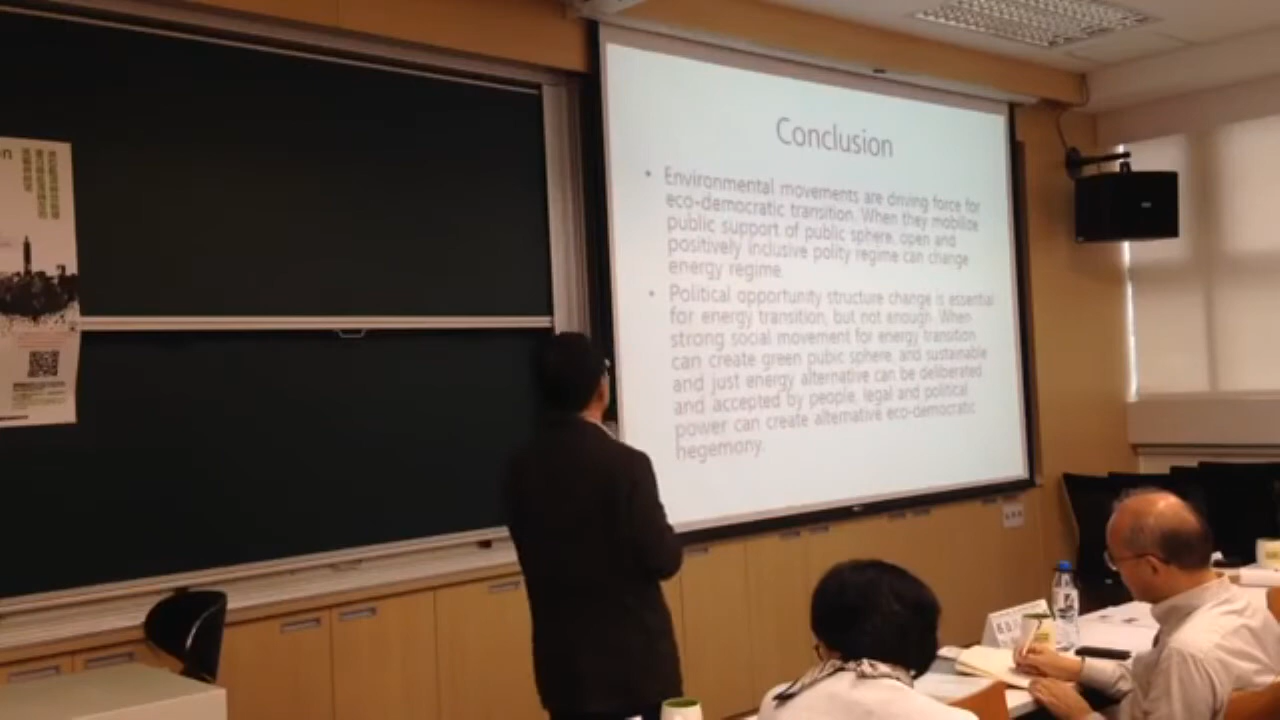 Conclusion
• Environmental movements are driving force for
eco-democratic transition. When they mobilize
public support of public sphere, open and
positively inclusive polity regime can change
energy regime.
• Political opportunity structure change is essential
for energy transition, but not enough. When
strong social movement for energy transition
can create green pubic sphere, and sustainable
and just energy alternative can be deliberated
and accepted by people, legal and political
power can create alternative eco-democratic
hegemony.